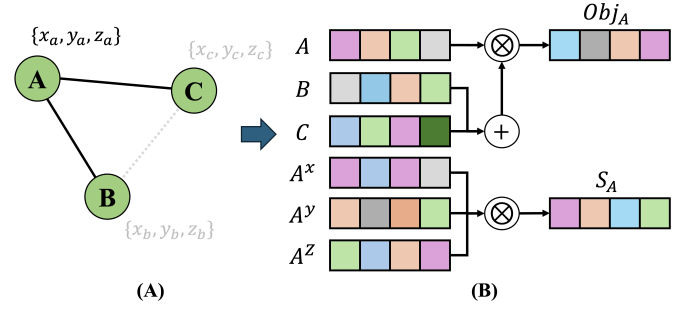 {x_a, y_a, z_a}
{x_c, y_c, z_c}
A
C
B
{x_b, y_b, z_b}
(A)
A
B
C
A^x
A^y
A^z
⊗
+
⊗
Obj_A
S_A
(B)